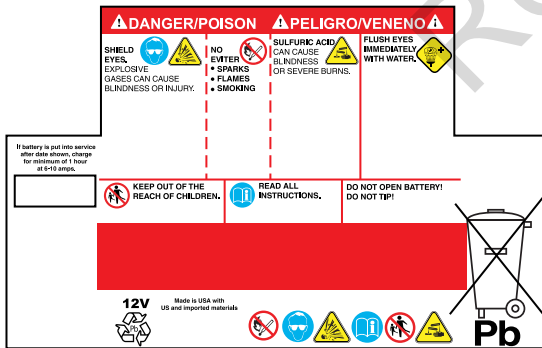 DANGER/POISON
PELIGRO/VENENO
SHIELD
EYES.
EXPLOSIVE
GASES CAN CAUSE
BLINDNESS OR INJURY.
NO
EVITER
• SPARKS
• FLAMES
• SMOKING
SULFURIC ACID
CAN CAUSE
BLINDNESS
OR SEVERE BURNS.
FLUSH EYES
IMMEDIATELY
WITH WATER.
If battery is put into service
after date shown, charge
for minimum of 1 hour
at 6-10 amps.
KEEP OUT OF THE
REACH OF CHILDREN.
READ ALL
INSTRUCTIONS.
DO NOT OPEN BATTERY!
DO NOT TIP!
12V
Pb
Made is USA with
US and imported materials
Pb